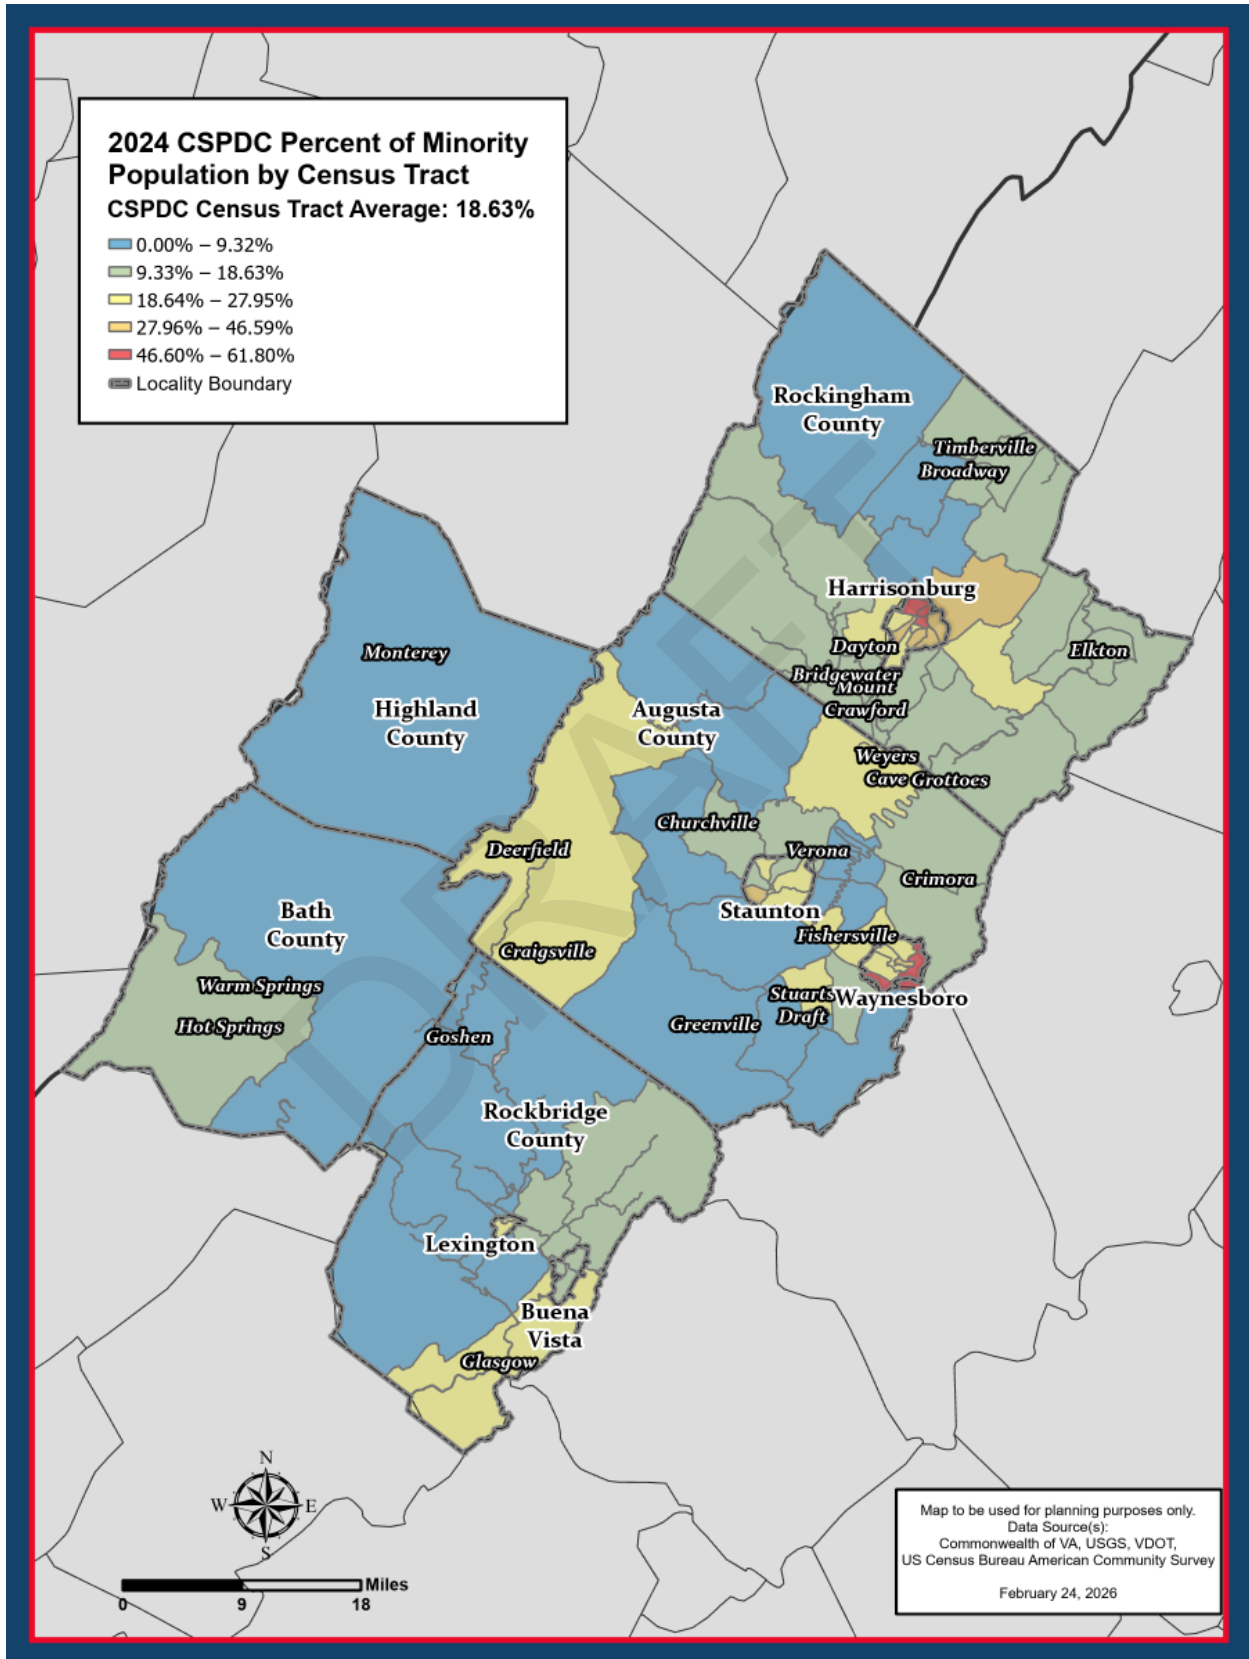 2024 CSPDC Percent of Minority
Population by Census Tract
CSPDC Census Tract Average: 18.63%
0.00% – 9.32%
9.33% – 18.63%
18.64% – 27.95%
27.96% – 46.59%
46.60% – 61.80%
Locality Boundary
Rockingham
County
Timberville
Broadway
Harrisonburg
Dayton
Elkton
Bridgewater
Mount
Crawford
Monterey
Highland
County
Augusta
County
Weyers
Cave
Grottoes
Churchville
Verona
Deerfield
Crimora
Staunton
Bath
County
Fishersville
Craigsville
Warm Springs
Stuarts
Draft
Waynesboro
Hot Springs
Greenville
Goshen
Rockbridge
County
Lexington
Buena
Vista
Glasgow
DRAFT
N
W
E
S
Miles
0
9
18
Map to be used for planning purposes only.
Data Source(s):
Commonwealth of VA, USGS, VDOT,
US Census Bureau American Community Survey
February 24, 2026